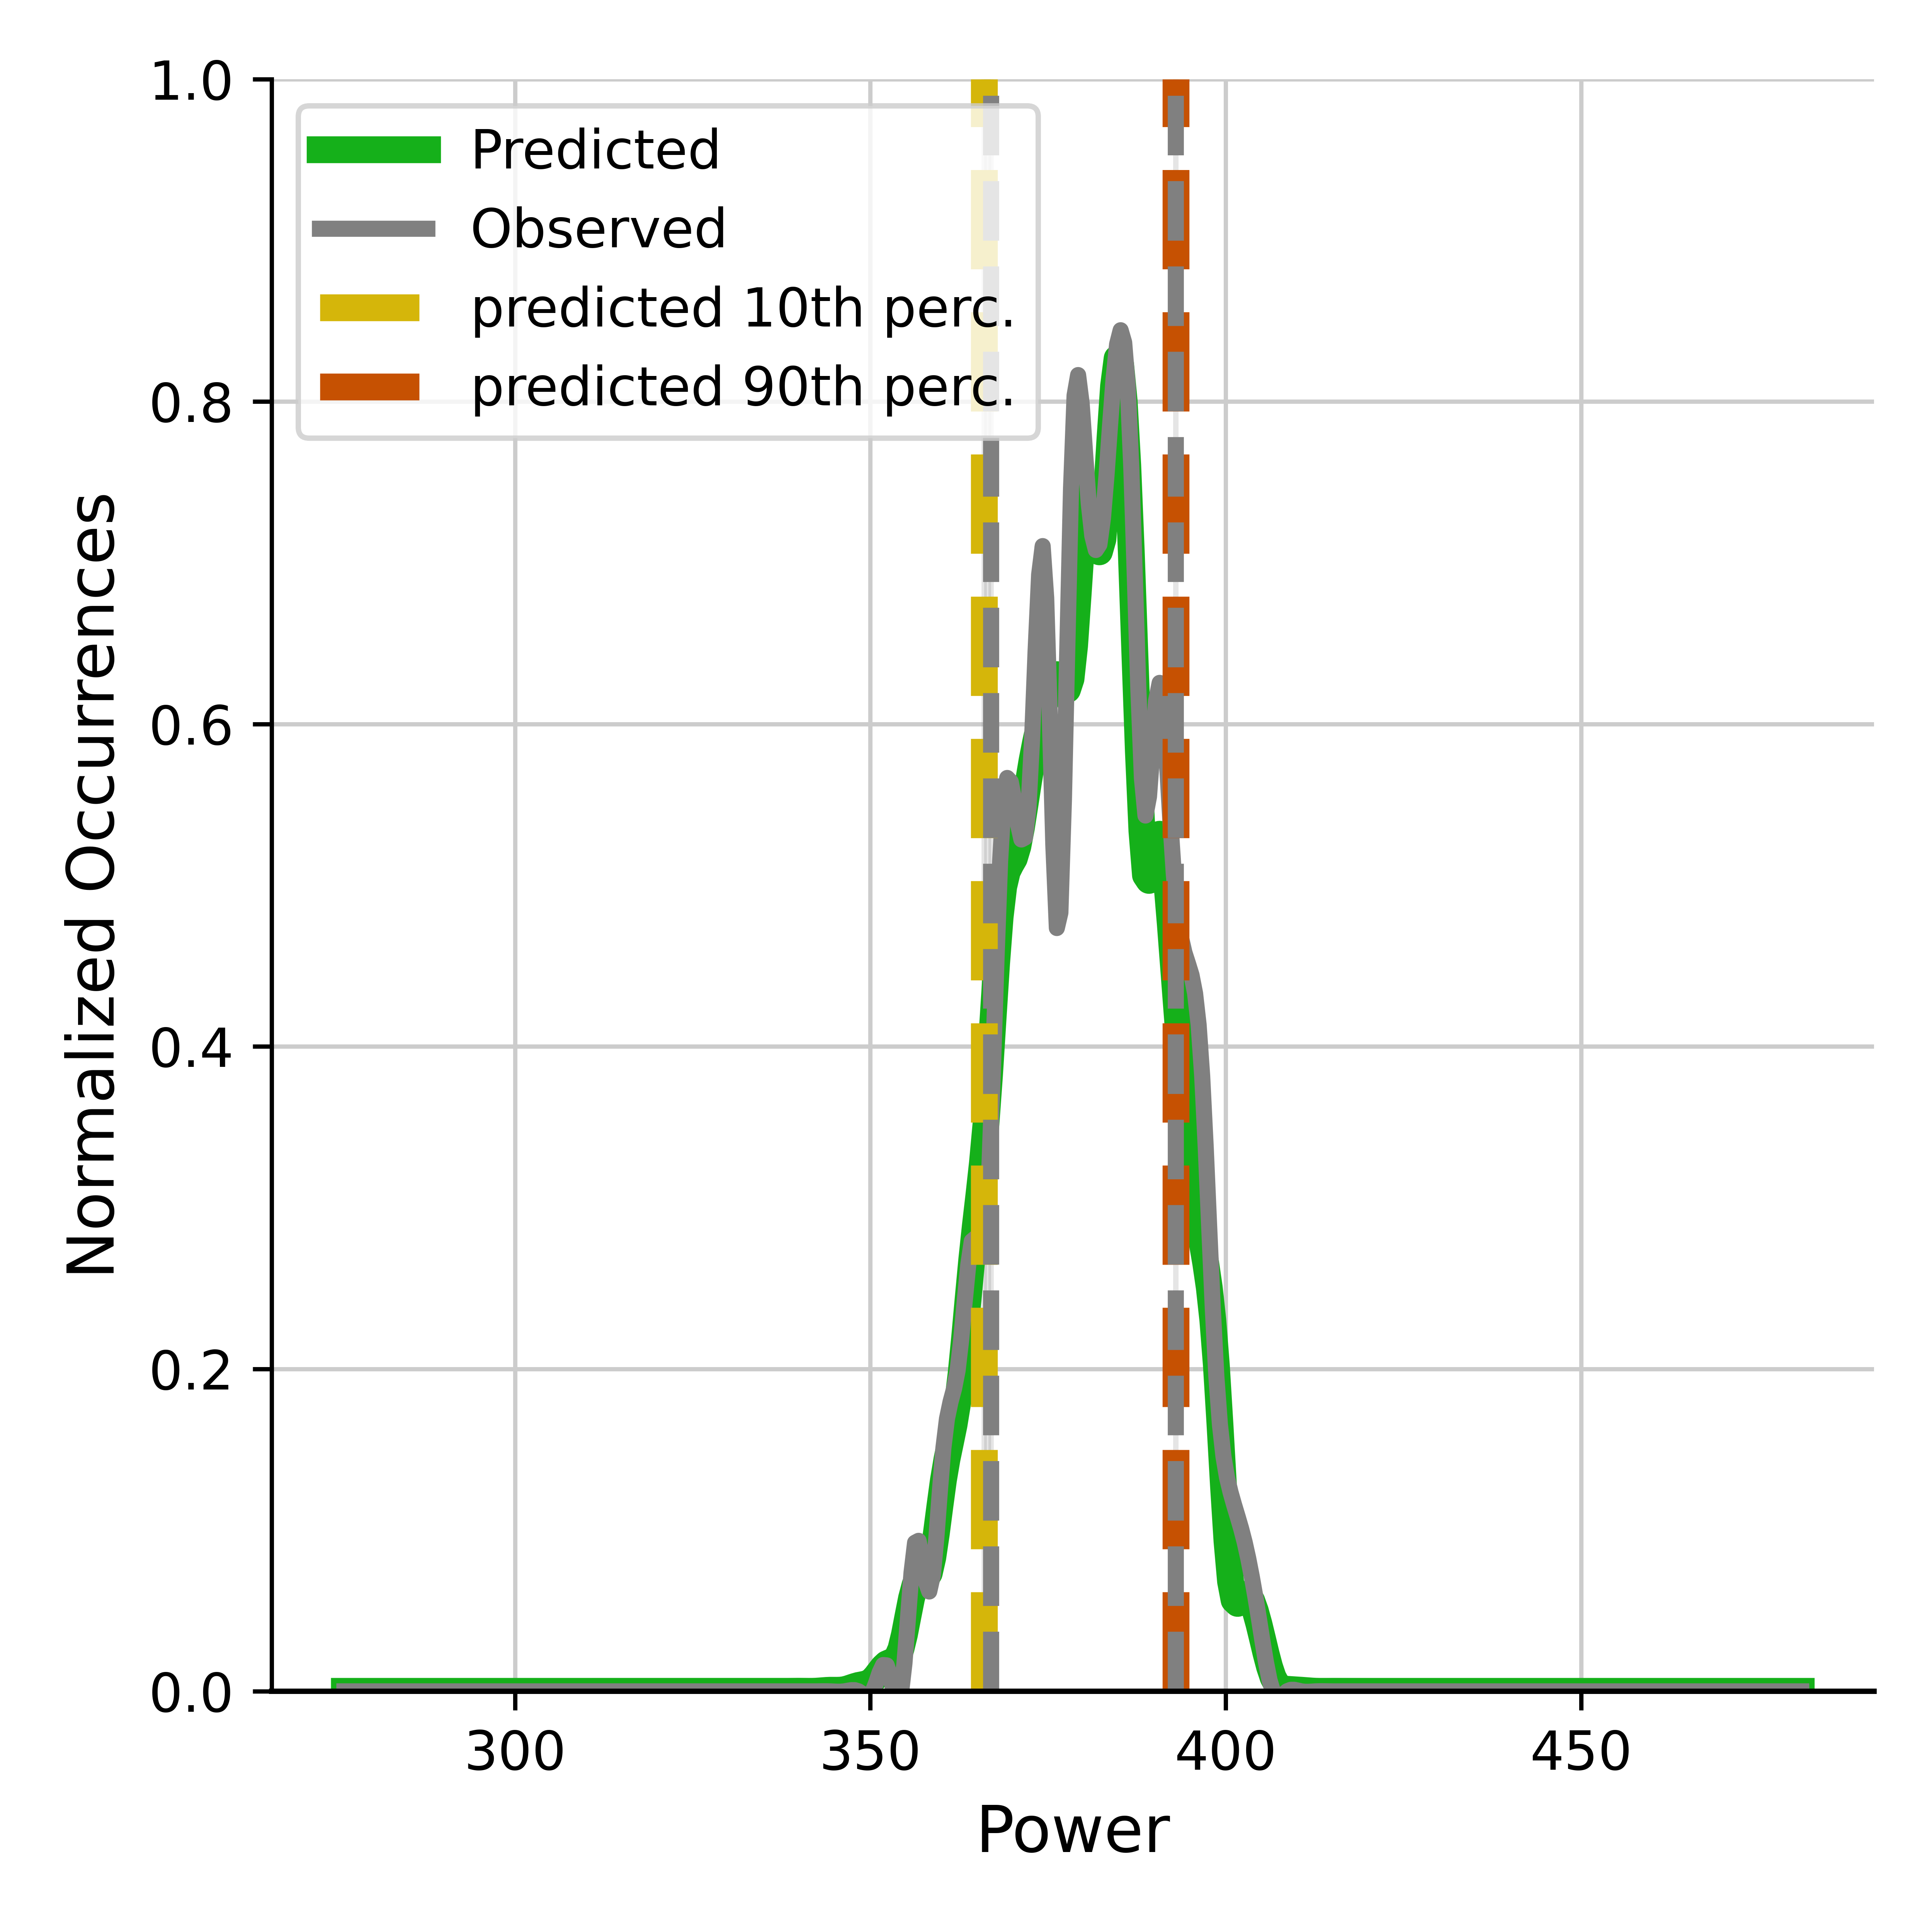 Normalized Occurrences
1.0
0.8
0.6
0.4
0.2
0.0
Predicted
Observed
predicted 10th perc.
predicted 90th perc.
300 350 400 450
Power